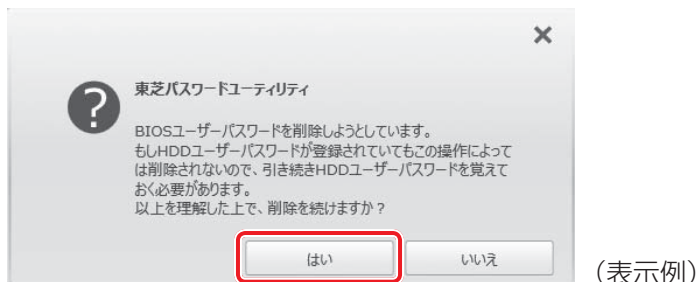 東芝パスワードユーティリティ
BIOSユーザーパスワードを削除しようとしています。
もしHDDユーザーパスワードが登録されていてもこの操作によって
は削除されないので、引き続きHDDユーザーパスワードを覚えて
おく必要があります。
以上を理解した上で、削除を続けますか？
はい いいえ
（表示例）